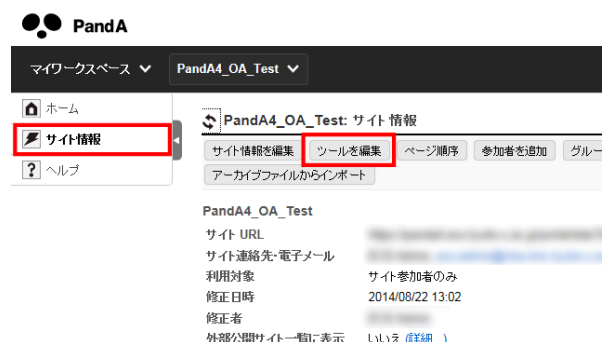 PandA
マイワークスペース PandA4_OA_Test
ホーム
サイト情報
ヘルプ
PandA4_OA_Test: サイト情報
サイト情報を編集 ツールを編集 ページ順序 参加者を追加 グルー
アーカイブファイルからインポート
PandA4_OA_Test
サイト URL
サイト連絡先・電子メール
利用対象 サイト参加者のみ
修正日時 2014/08/22 13:02
修正者
外部公開サイト一覧に表示 いいえ (詳細...)